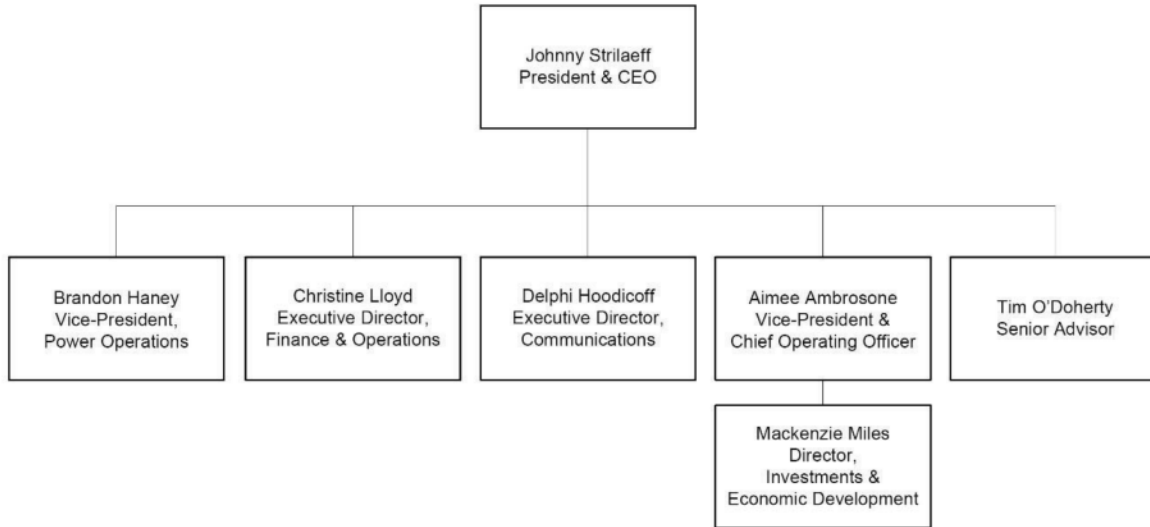 Johnny Strilaeff
President & CEO
Brandon Haney
Vice-President,
Power Operations
Christine Lloyd
Executive Director,
Finance & Operations
Delphi Hoodicoff
Executive Director,
Communications
Aimee Ambrosone
Vice-President &
Chief Operating Officer
Tim O’Doherty
Senior Advisor
Mackenzie Miles
Director,
Investments &
Economic Development